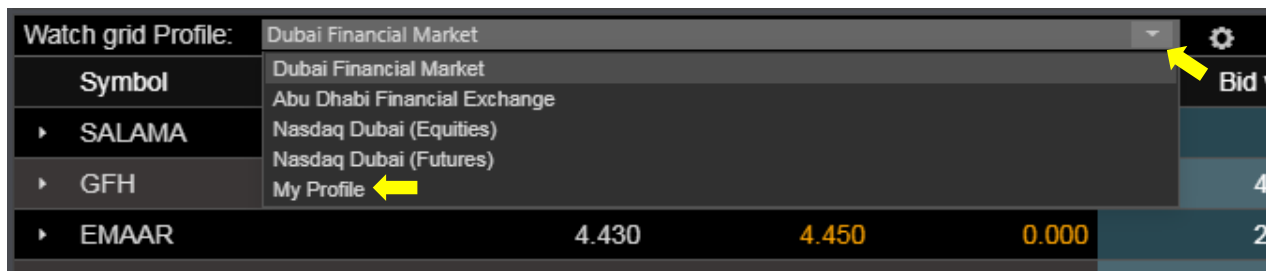 Watch grid Profile: Dubai Financial Market
Symbol Dubai Financial Market Bid
Abu Dhabi Financial Exchange
SALAMA Nasdaq Dubai (Equities)
Nasdaq Dubai (Futures)
GFH My Profile 4
EMAAR 4.430 4.450 0.000 2